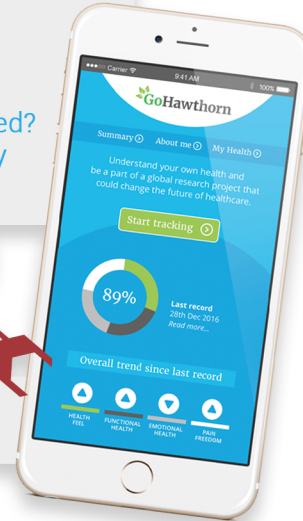 ed?
y
Carrier 9:41 AM 100%
GoHawthorn
Summary About me My Health
Understand your own health and
be a part of a global research project that
could change the future of healthcare.
Start tracking
89%
Last record
28th Dec 2016
Read more...
Overall trend since last record
HEALTH FEEL
FUNCTIONAL HEALTH
EMOTIONAL HEALTH
PAIN FREEDOM